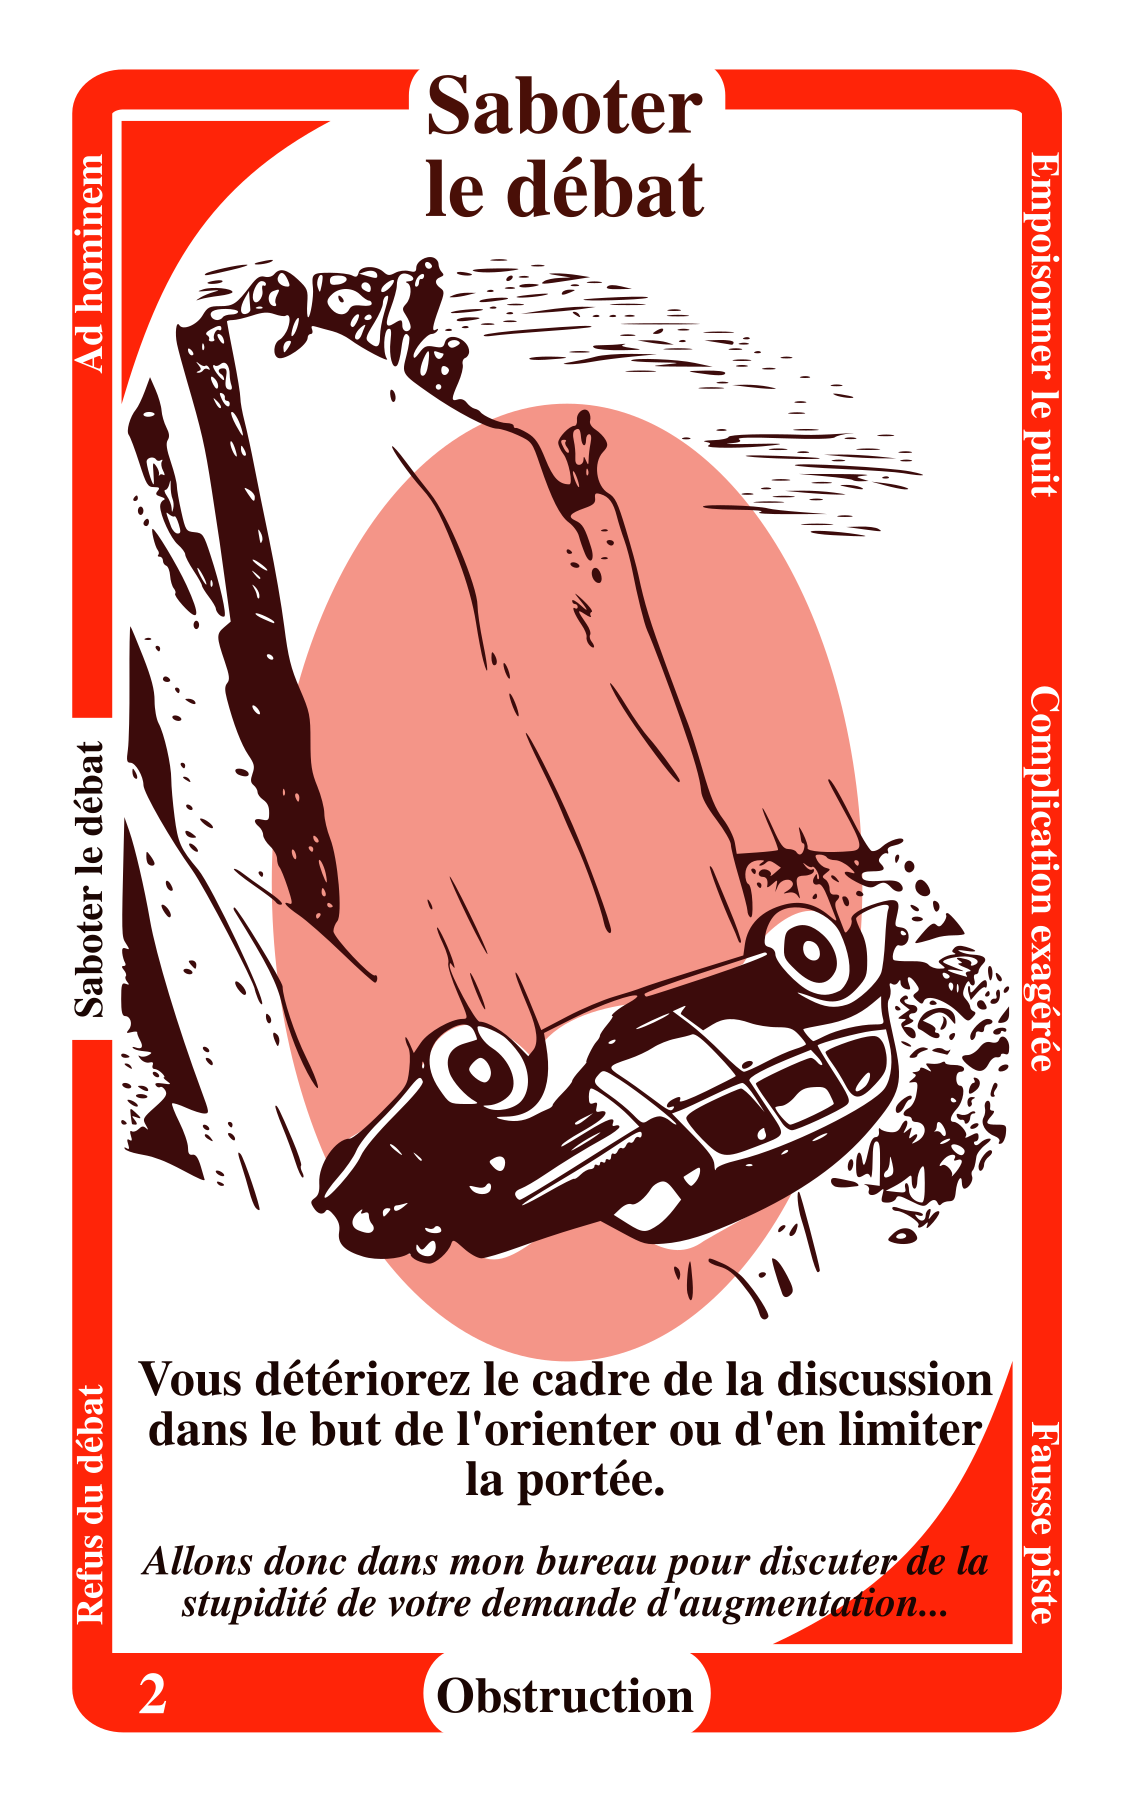 Saboter
le débat
Ad hominem
Saboter le débat
Refus du débat
Empoisonner le puit
Complication exagérée
Fausse piste
Vous détériorez le cadre de la discussion
dans le but de l'orienter ou d'en limiter
la portée.
Allons donc dans mon bureau pour discuter de la
stupidité de votre demande d'augmentation...
2
Obstruction